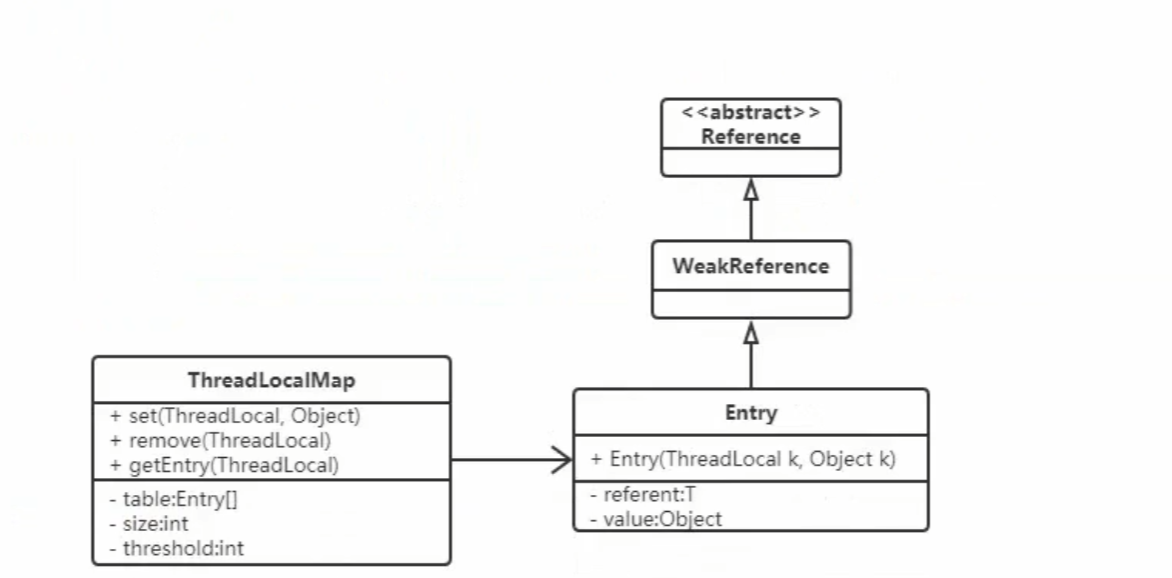 <<abstract>>
Reference
WeakReference
ThreadLocalMap
+ set(ThreadLocal, Object)
+ remove(ThreadLocal)
+ getEntry(ThreadLocal)
- table:Entry[]
- size:int
- threshold:int
Entry
+ Entry(ThreadLocal k, Object k)
- referent:T
- value:Object